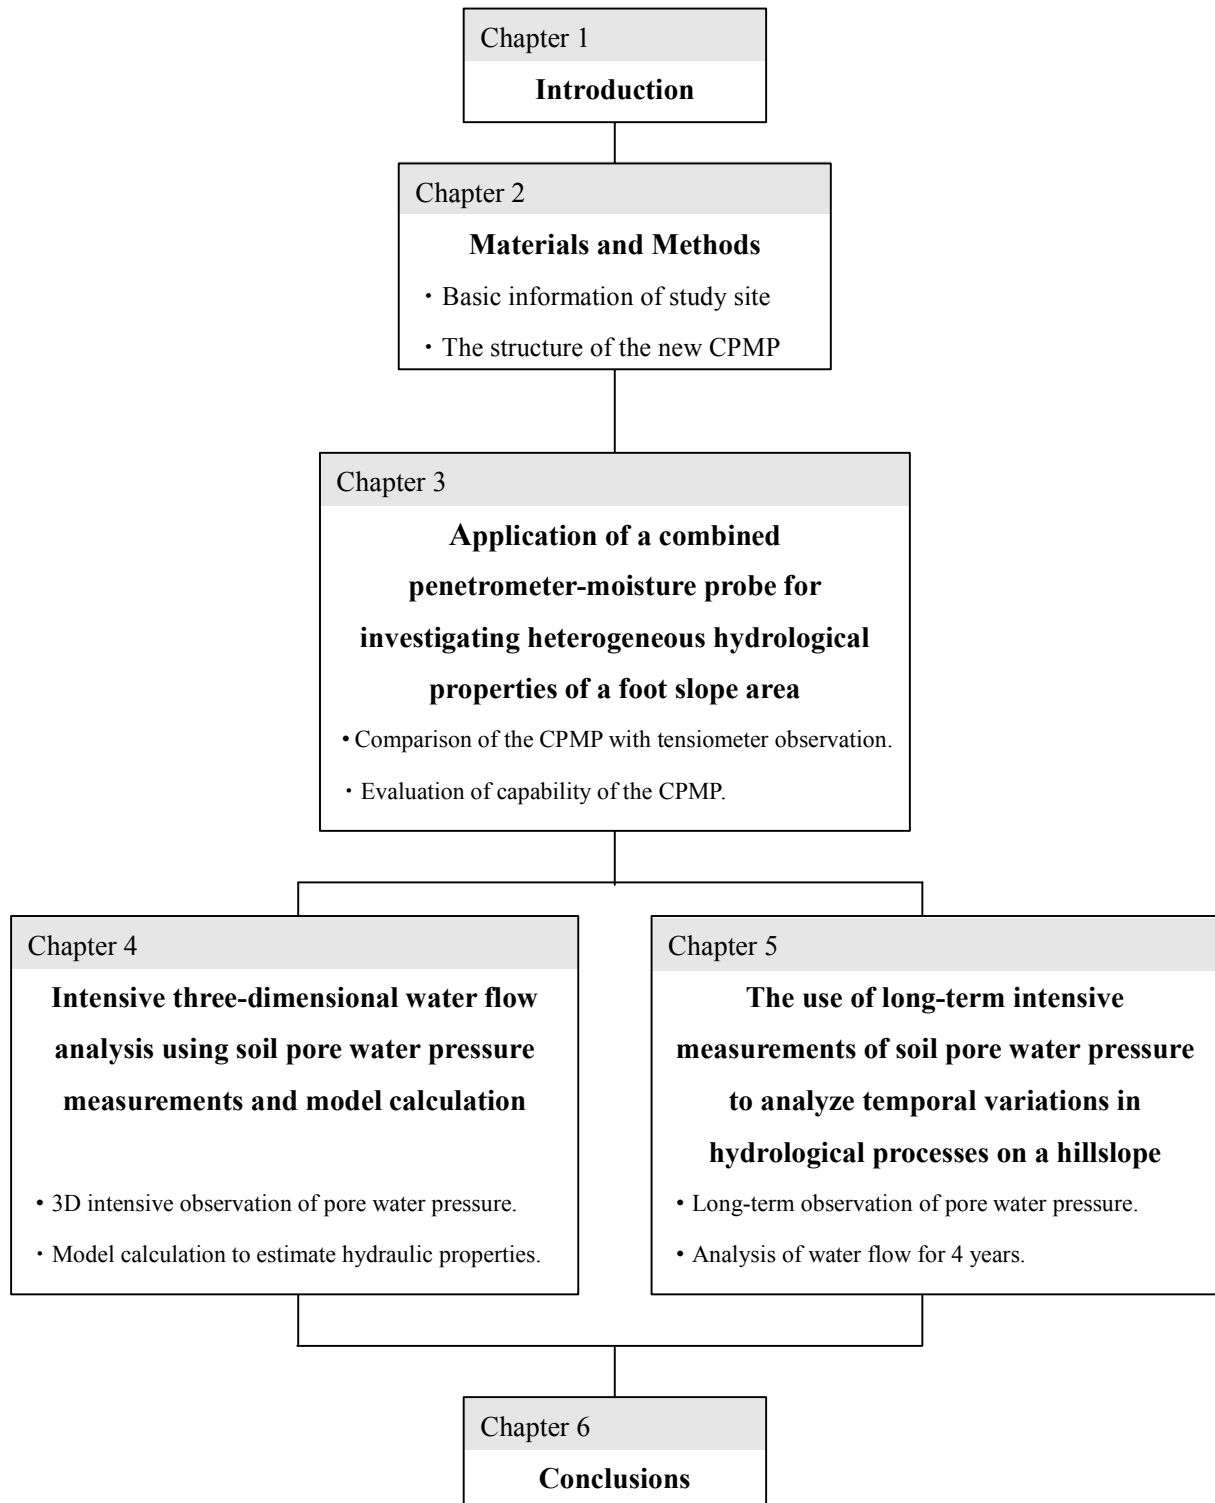 Chapter 1
Introduction
Chapter 2
Materials and Methods
・Basic information of study site
・The structure of the new CPMP
Chapter 3
Application of a combined
penetrometer-moisture probe for
investigating heterogeneous hydrological
properties of a foot slope area
・Comparison of the CPMP with tensiometer observation.
・Evaluation of capability of the CPMP.
Chapter 4
Intensive three-dimensional water flow
analysis using soil pore water pressure
measurements and model calculation
・3D intensive observation of pore water pressure.
・Model calculation to estimate hydraulic properties.
Chapter 5
The use of long-term intensive
measurements of soil pore water pressure
to analyze temporal variations in
hydrological processes on a hillslope
・Long-term observation of pore water pressure.
・Analysis of water flow for 4 years.
Chapter 6
Conclusions